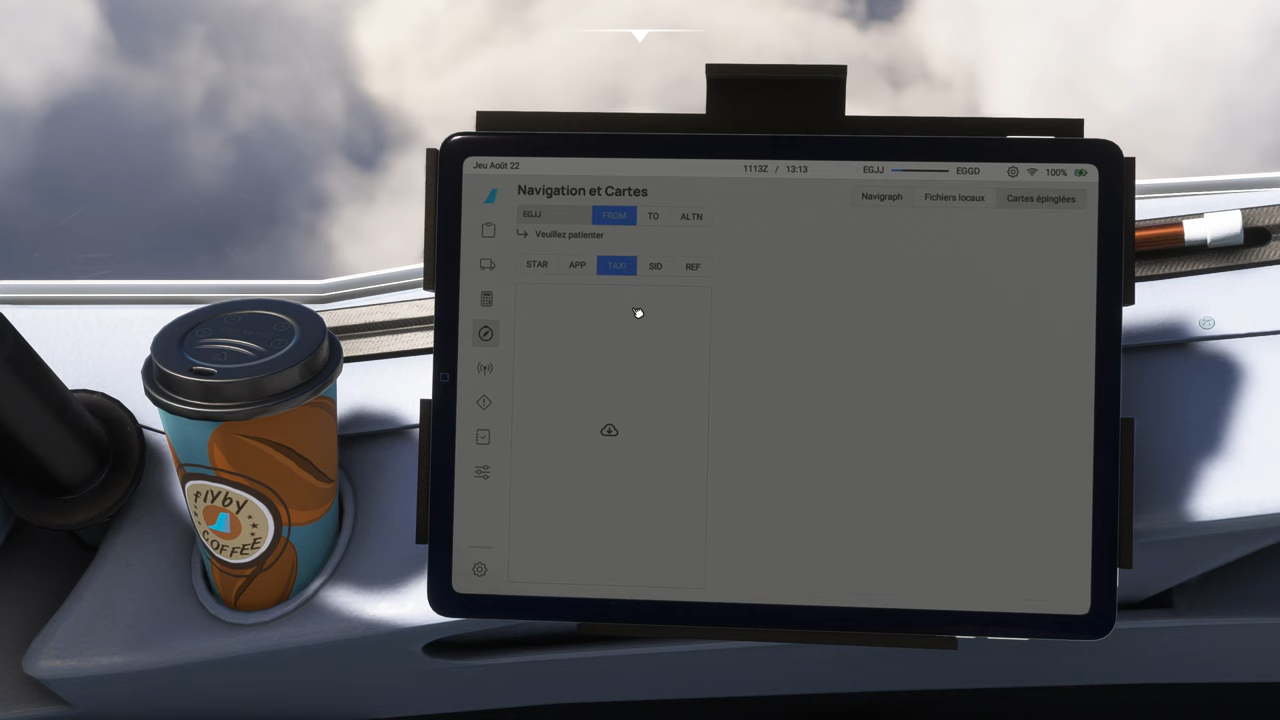 Jeu Août 22
1113Z / 13:13
EGJJ EGGD
100%
Navigation et Cartes
Navigraph Fichiers locaux Cartes épinglées
EGJJ FROM TO ALTN
Veuillez patienter
STAR APP TAXI SID REF
flyby
COFFEE